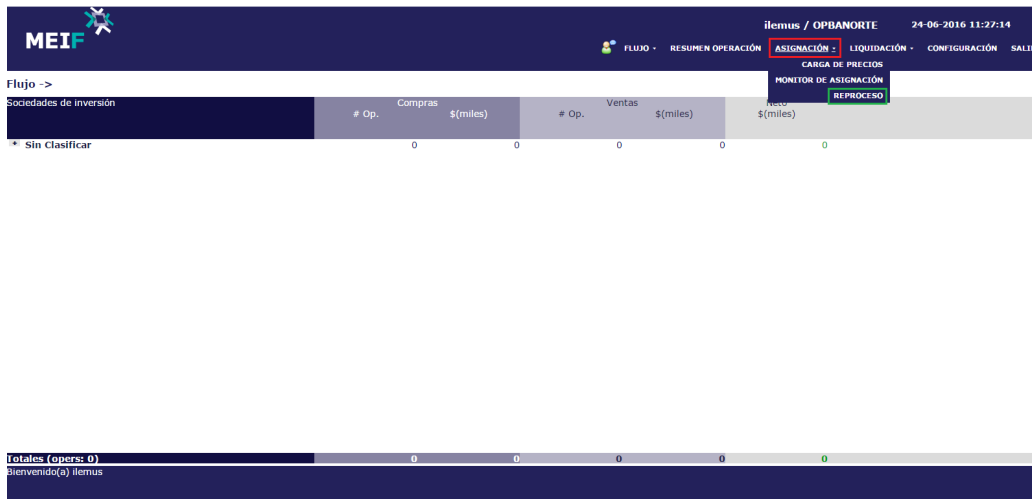 MEIF
ilemus / OPBANORTE 24-06-2016 11:27:14
FLUJO RESUMEN OPERACIÓN ASIGNACIÓN LIQUIDACIÓN CONFIGURACIÓN SALI
CARGA DE PRECIOS
MONITOR DE ASIGNACIÓN
REPROCESO
Flujo ->
Sociedades de inversión Compras Ventas Neto
# Op. $(miles) # Op. $(miles) $(miles)
+ Sin Clasificar 0 0 0 0 0
Totales (opers: 0) 0 0 0 0 0
Bienvenido(a) ilemus